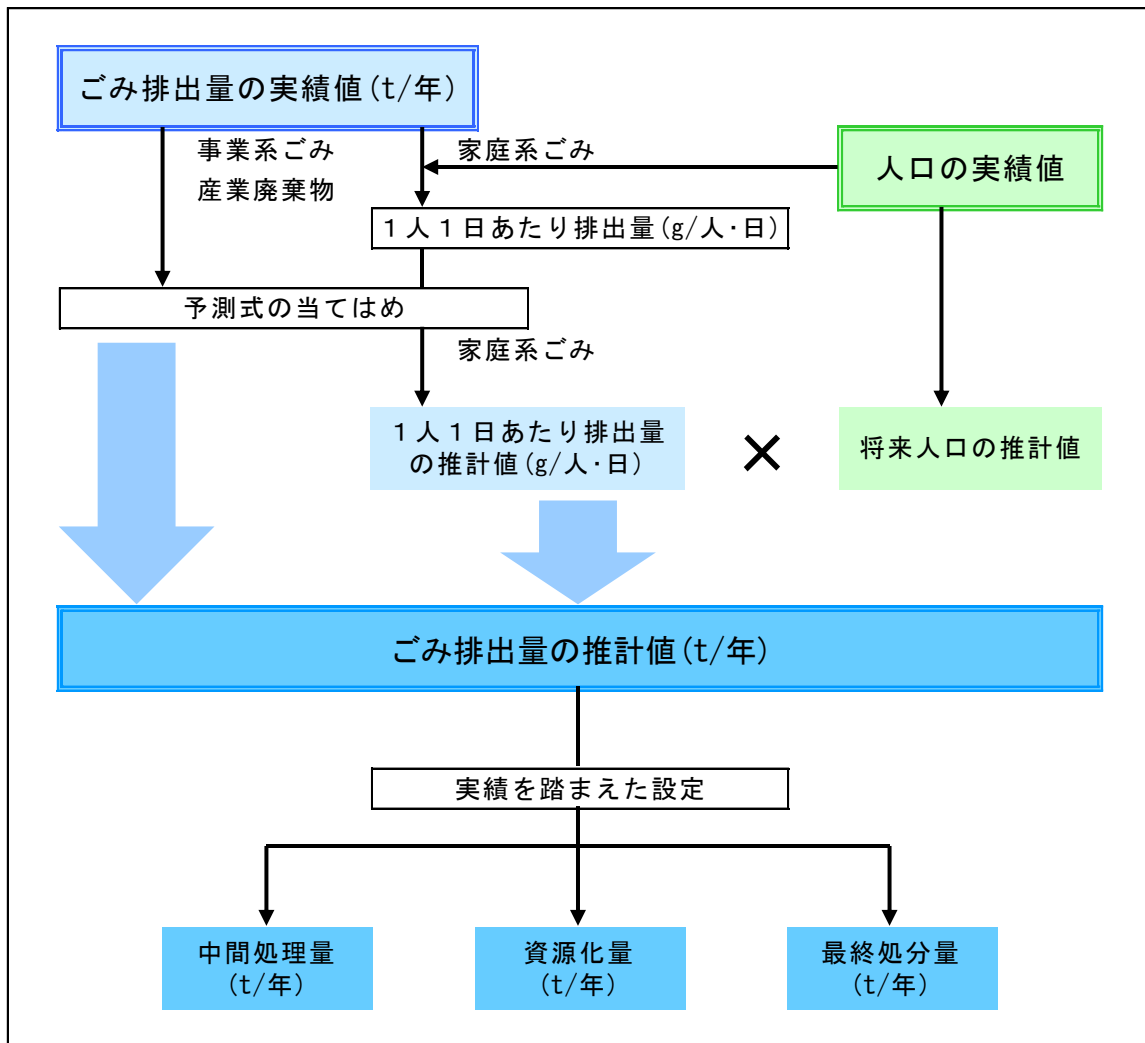 ごみ排出量の実績値(t/年)
事業系ごみ
産業廃棄物
家庭系ごみ
人口の実績値
１人１日あたり排出量(g/人･日)
予測式の当てはめ
家庭系ごみ
１人１日あたり排出量
の推計値(g/人･日)
×
将来人口の推計値
ごみ排出量の推計値(t/年)
実績を踏まえた設定
中間処理量
(t/年)
資源化量
(t/年)
最終処分量
(t/年)